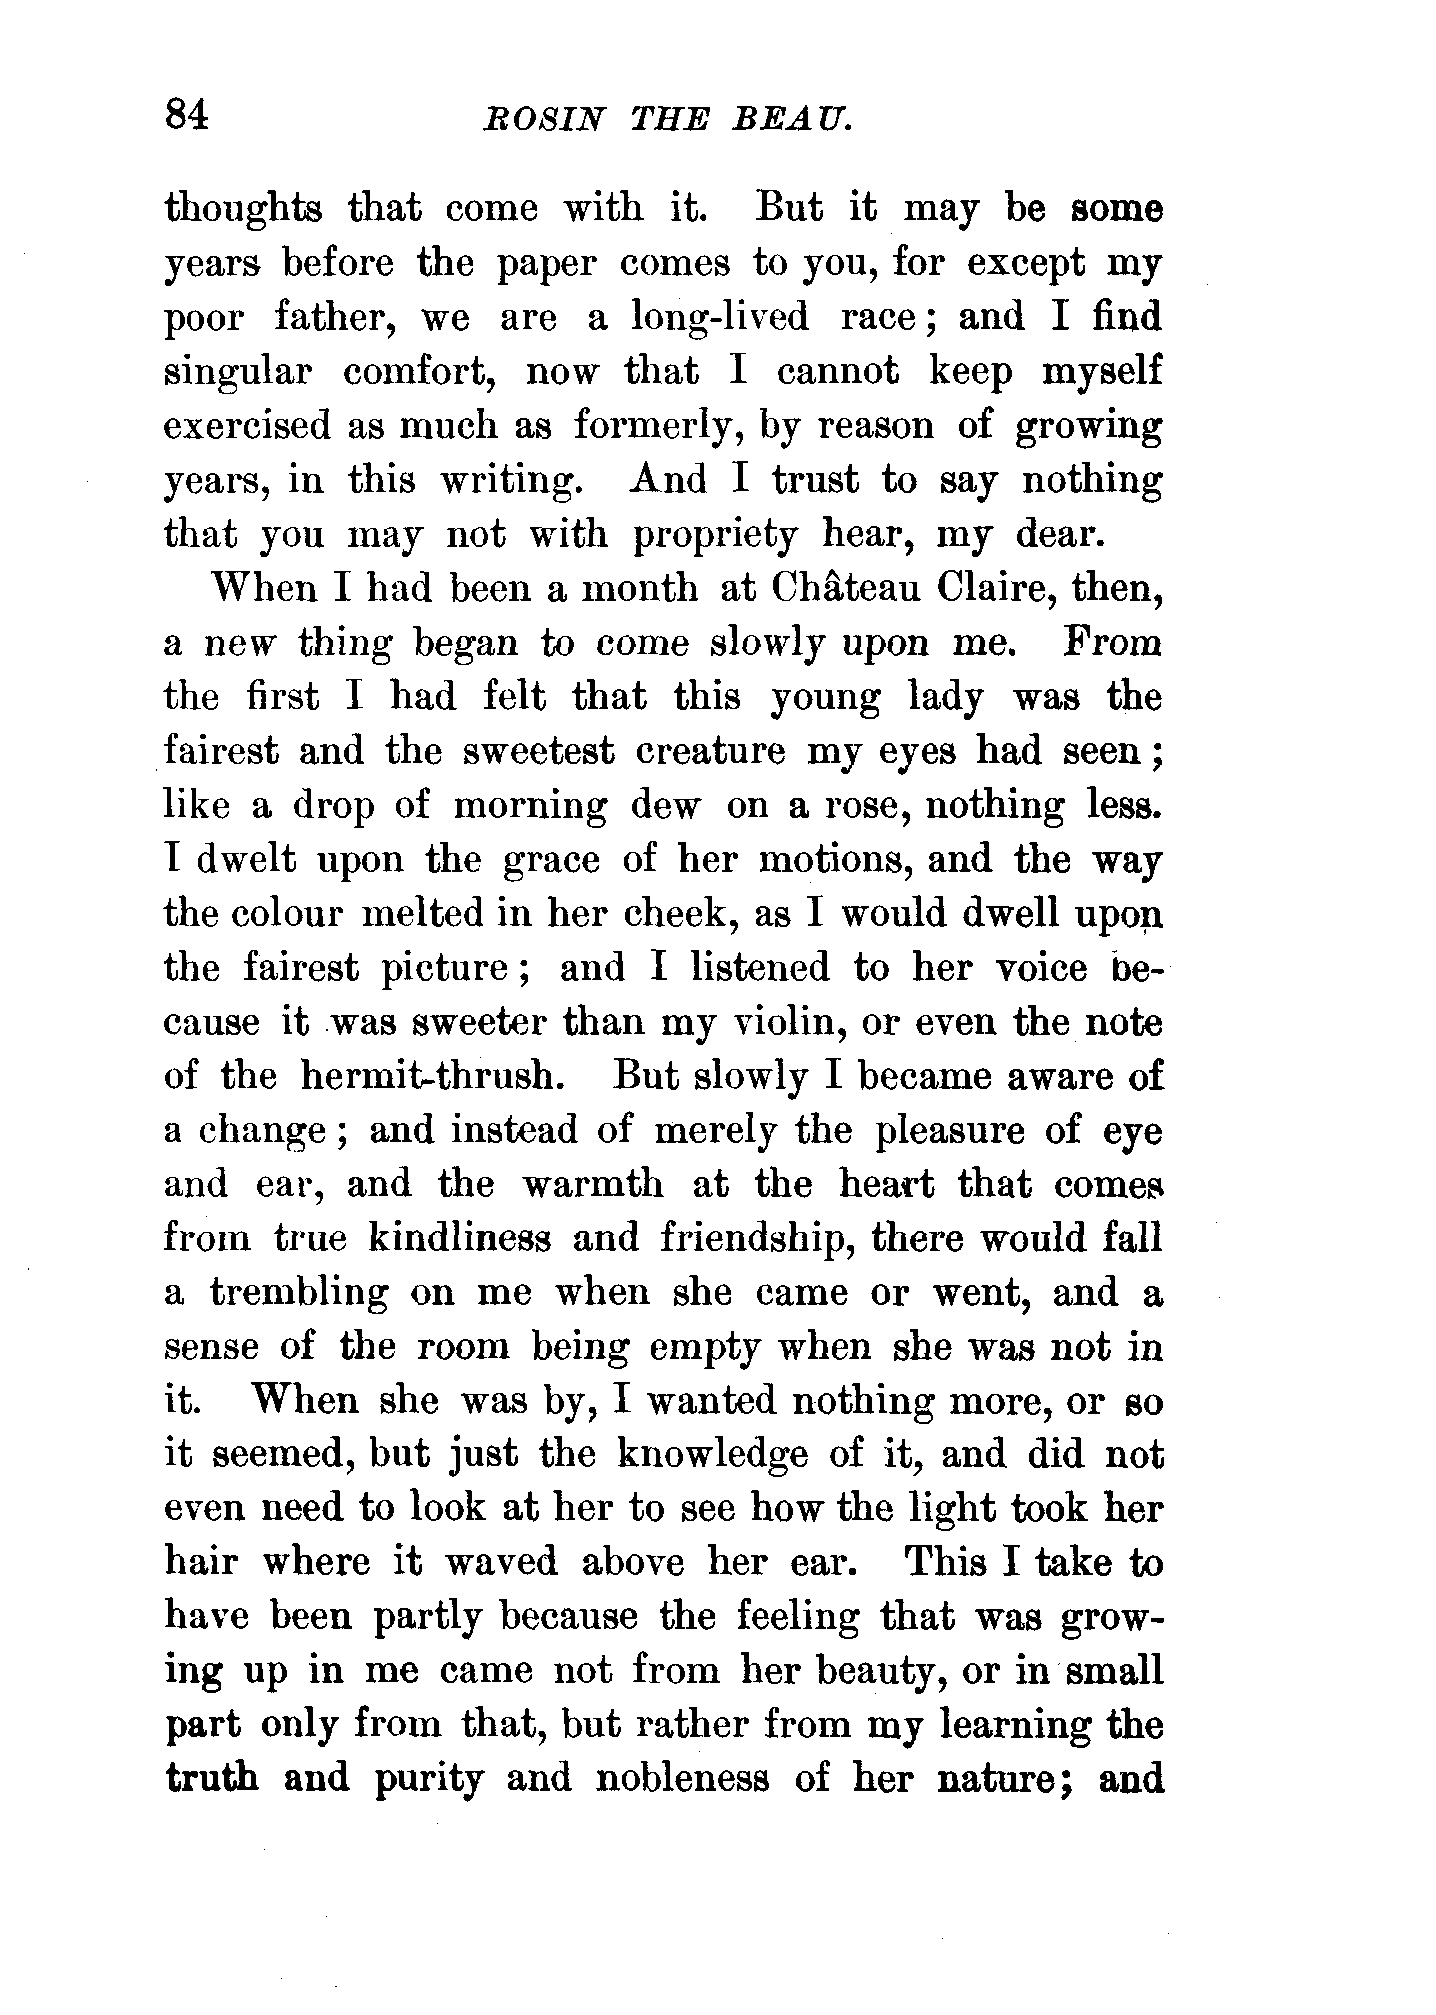 84 ROSIN THE BEAU.
thoughts that come with it. But it may be some
years before the paper comes to you, for except my
poor father, we are a long-lived race; and I find
singular comfort, now that I cannot keep myself
exercised as much as formerly, by reason of growing
years, in this writing. And I trust to say nothing
that you may not with propriety hear, my dear.
When I had been a month at Château Claire, then,
a new thing began to come slowly upon me. From
the first I had felt that this young lady was the
fairest and the sweetest creature my eyes had seen;
like a drop of morning dew on a rose, nothing less.
I dwelt upon the grace of her motions, and the way
the colour melted in her cheek, as I would dwell upon
the fairest picture; and I listened to her voice be-
cause it was sweeter than my violin, or even the note
of the hermit-thrush. But slowly I became aware of
a change; and instead of merely the pleasure of eye
and ear, and the warmth at the heart that comes
from true kindliness and friendship, there would fall
a trembling on me when she came or went, and a
sense of the room being empty when she was not in
it. When she was by, I wanted nothing more, or so
it seemed, but just the knowledge of it, and did not
even need to look at her to see how the light took her
hair where it waved above her ear. This I take to
have been partly because the feeling that was grow-
ing up in me came not from her beauty, or in small
part only from that, but rather from my learning the
truth and purity and nobleness of her nature; and